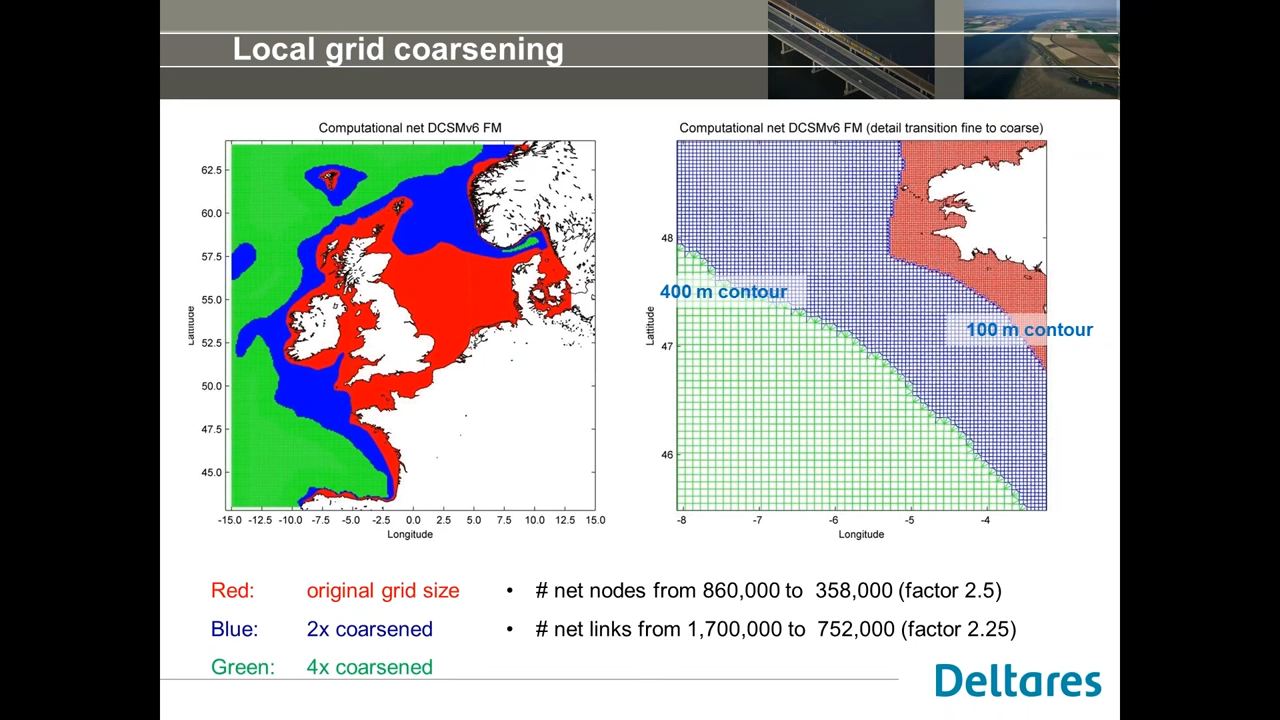 Local grid coarsening
Computational net DCSMv6 FM
62.5
60.0
57.5
55.0
52.5
50.0
47.5
45.0
Latitude
-15.0 -12.5 -10.0 -7.5 -5.0 -2.5 0.0 2.5 5.0 7.5 10.0 12.5 15.0
Longitude
Computational net DCSMv6 FM (detail transition fine to coarse)
48
47
46
Latitude
400 m contour
100 m contour
-8 -7 -6 -5 -4
Longitude
Red: original grid size
Blue: 2x coarsened
Green: 4x coarsened
• # net nodes from 860,000 to 358,000 (factor 2.5)
• # net links from 1,700,000 to 752,000 (factor 2.25)
Deltares